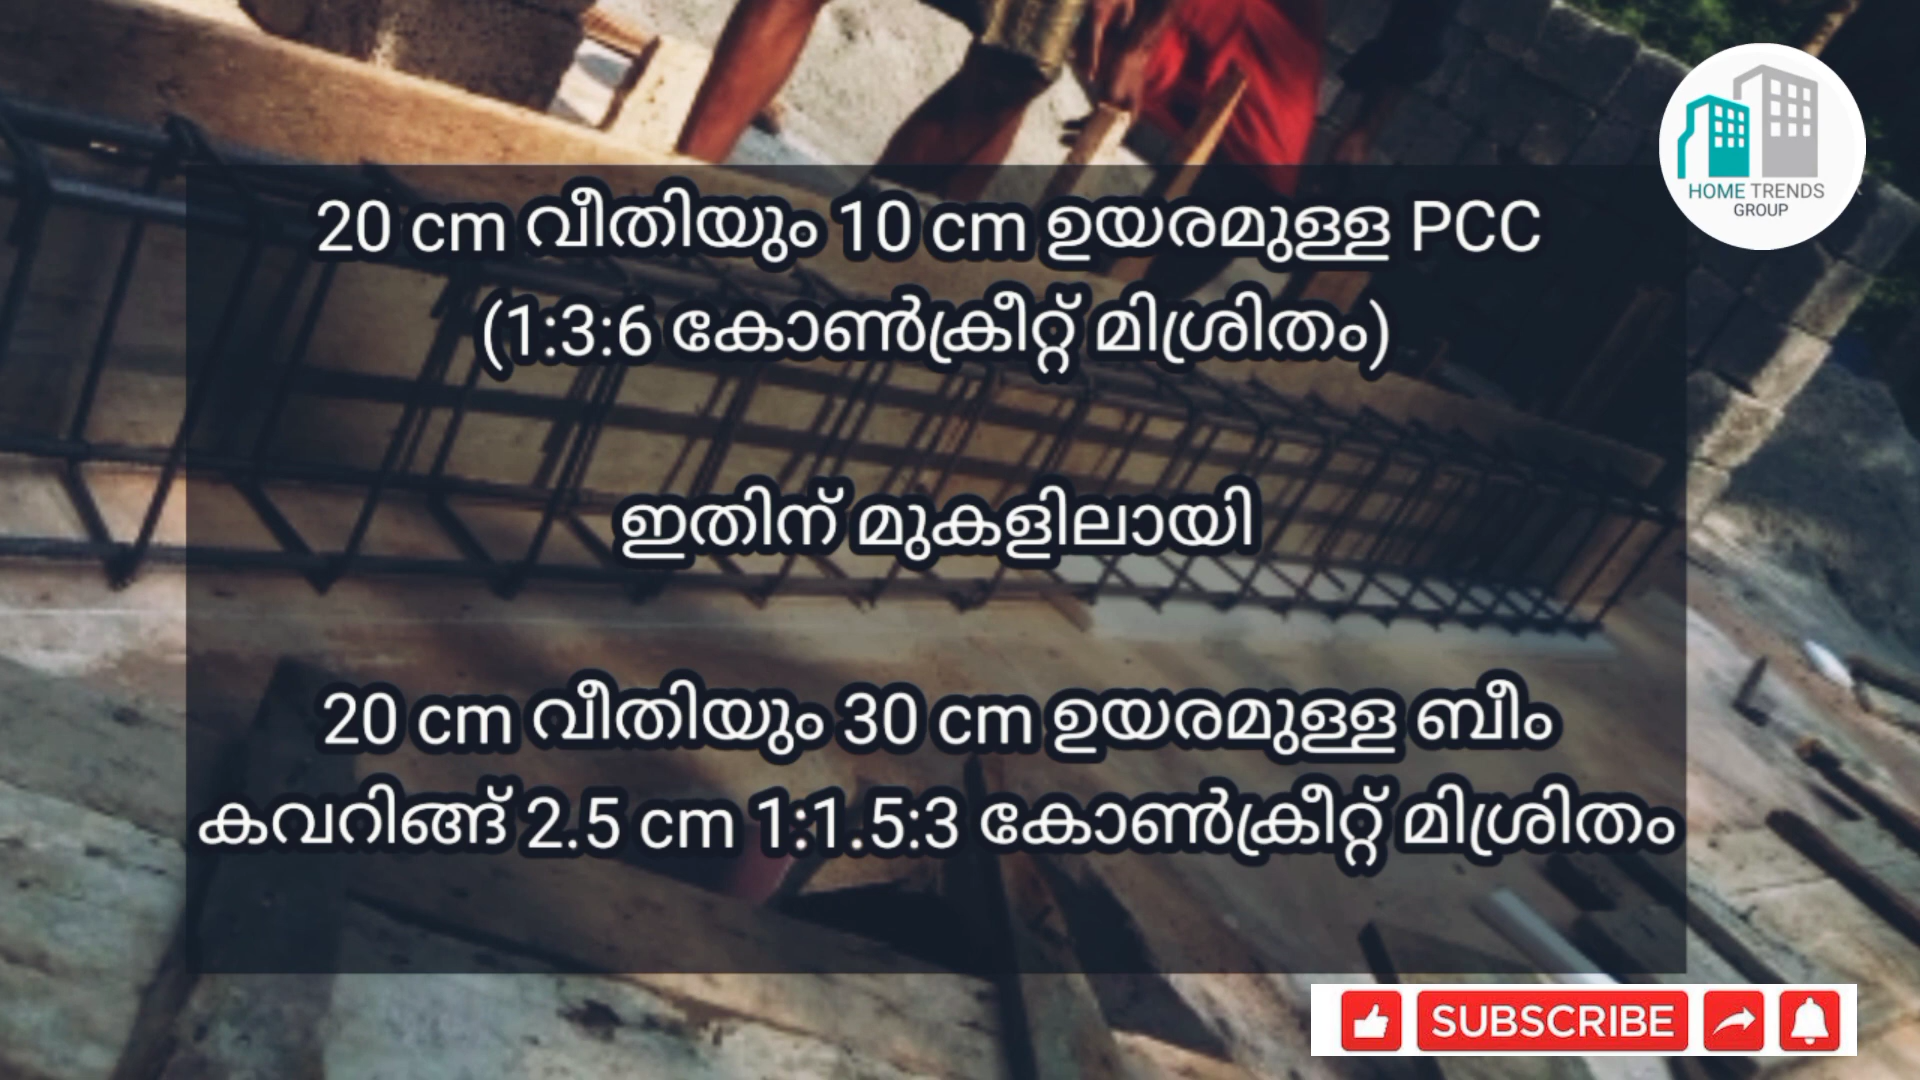 HOME TRENDS
GROUP
20 cm വീതിയും 10 cm ഉയരമുള്ള PCC
(1:3:6 കോൺക്രീറ്റ് മിശ്രിതം)
ഇതിന് മുകളിലായി
20 cm വീതിയും 30 cm ഉയരമുള്ള ബീം
കവറിങ്ങ് 2.5 cm 1:1.5:3 കോൺക്രീറ്റ് മിശ്രിതം
SUBSCRIBE